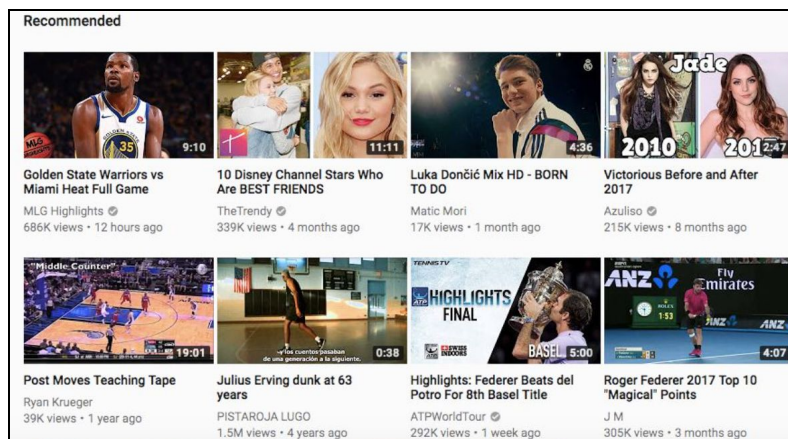 Recommended
GOLDEN STATE
WARRIORS
35
MLG
HIGHLIGHTS
9:10
11:11
4:36
Jade
2010
201
2:47
Golden State Warriors vs
Miami Heat Full Game
MLG Highlights
686K views • 12 hours ago
10 Disney Channel Stars Who
Are BEST FRIENDS
TheTrendy
339K views • 4 months ago
Luka Dončić Mix HD - BORN
TO DO
Matic Mori
17K views • 1 month ago
Victorious Before and After
2017
Azuliso
215K views • 8 months ago
"Middle Counter"
19:01
-y los cuentos pasaban
de una generación a la siguiente.
0:38
TENNISTV
ATP
HIGHLIGHTS
FINAL
SWISS
INDOORS
BASEL
5:00
ANZ
Fly
Emirates
ROLEX
1:53
ANZ
ANZ
4:07
Post Moves Teaching Tape
Ryan Krueger
39K views • 1 year ago
Julius Erving dunk at 63
years
PISTAROJA LUGO
1.5M views • 4 years ago
Highlights: Federer Beats del
Potro For 8th Basel Title
ATPWorldTour
292K views • 1 week ago
Roger Federer 2017 Top 10
"Magical" Points
J M
305K views • 3 months ago